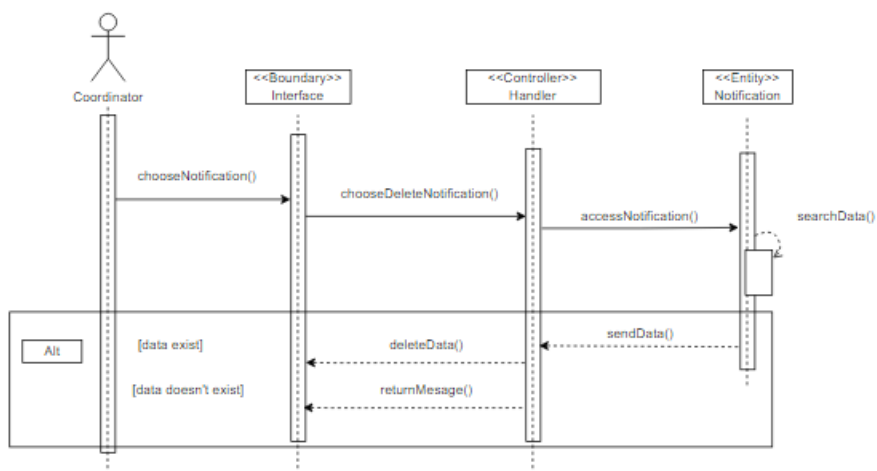 <<Boundary>>
Interface
<<Controller>>
Handler
<<Entity>>
Notification
Coordinator
chooseNotification()
chooseDeleteNotification()
accessNotification()
searchData()
sendData()
Alt
[data exist]
deleteData()
[data doesn't exist]
returnMesage()